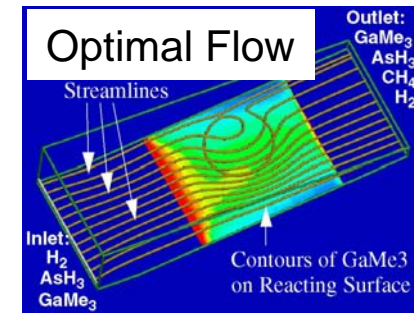 Optimal Flow
Outlet:
GaMe3
AsH3
CH4
H2
Streamlines
Inlet:
H2
AsH3
GaMe3
Contours of GaMe3
on Reacting Surface